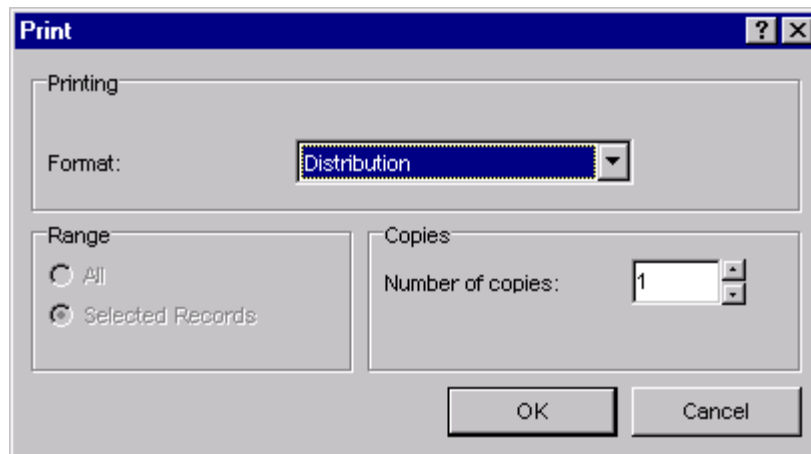 Print
Printing
Format: Distribution
Range
All
Selected Records
Copies
Number of copies: 1
OK Cancel